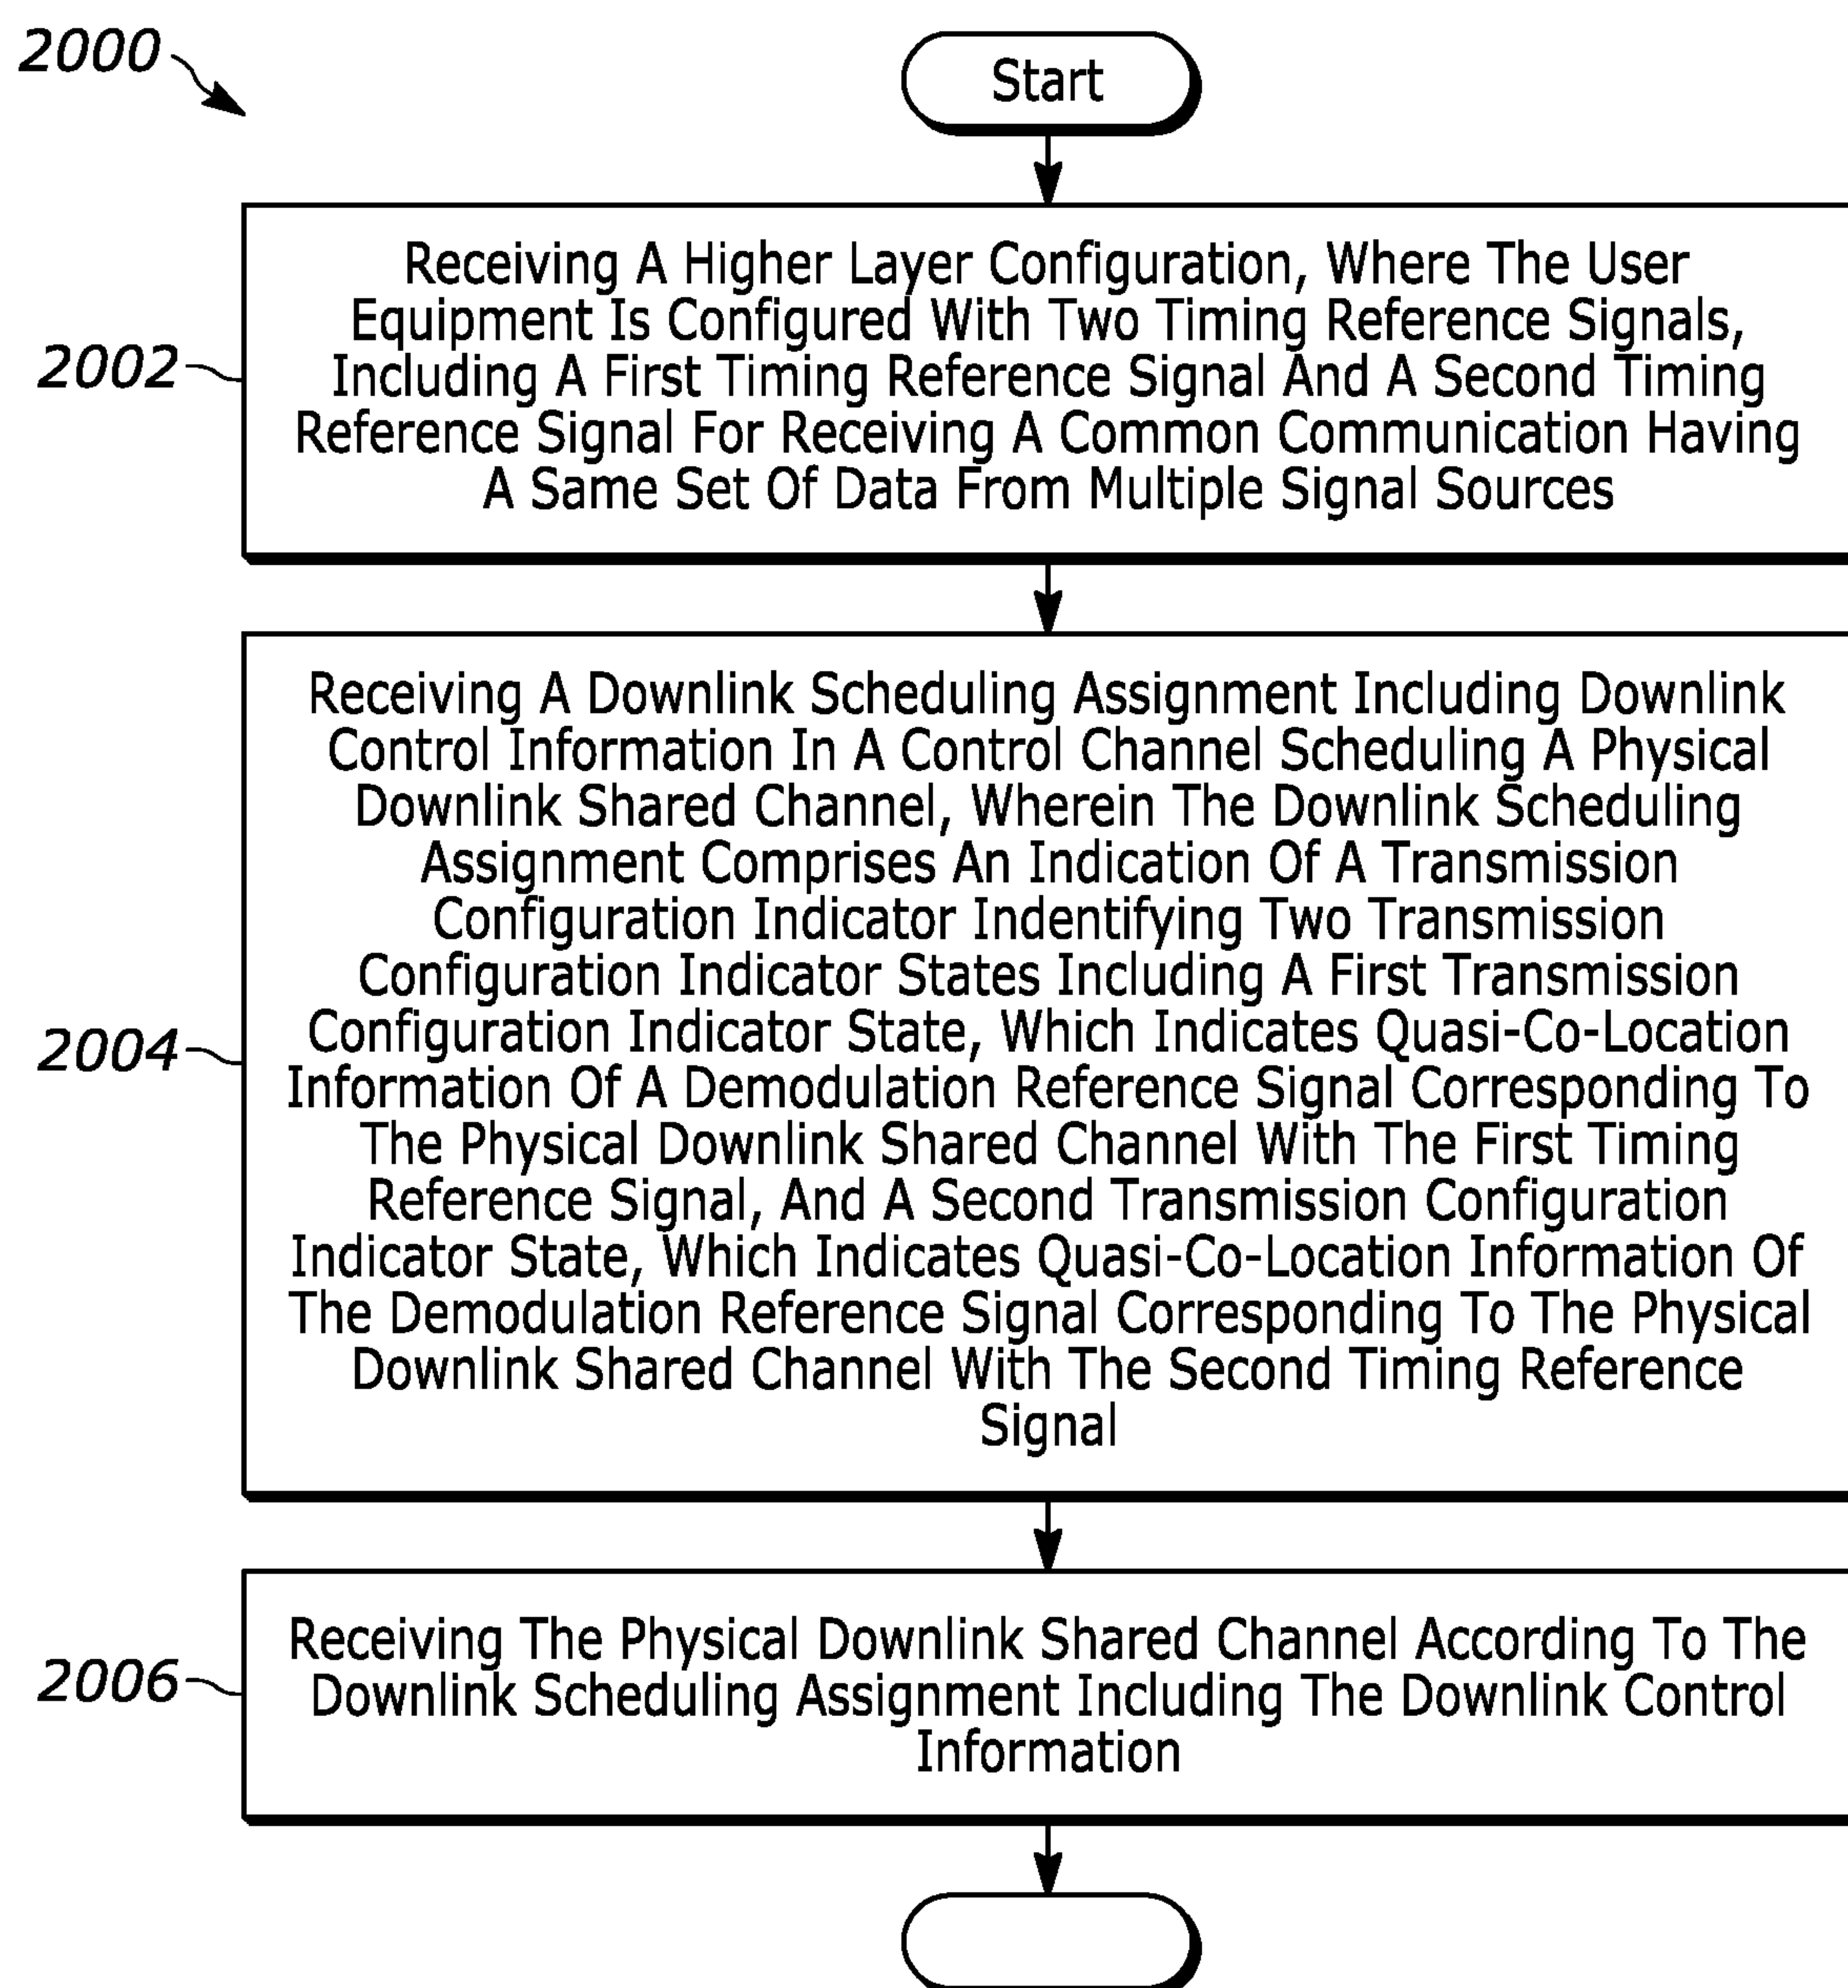 2000
Start
2002
Receiving A Higher Layer Configuration, Where The User
Equipment Is Configured With Two Timing Reference Signals,
Including A First Timing Reference Signal And A Second Timing
Reference Signal For Receiving A Common Communication Having
A Same Set Of Data From Multiple Signal Sources
2004
Receiving A Downlink Scheduling Assignment Including Downlink
Control Information In A Control Channel Scheduling A Physical
Downlink Shared Channel, Wherein The Downlink Scheduling
Assignment Comprises An Indication Of A Transmission
Configuration Indicator Indentifying Two Transmission
Configuration Indicator States Including A First Transmission
Configuration Indicator State, Which Indicates Quasi-Co-Location
Information Of A Demodulation Reference Signal Corresponding To
The Physical Downlink Shared Channel With The First Timing
Reference Signal, And A Second Transmission Configuration
Indicator State, Which Indicates Quasi-Co-Location Information Of
The Demodulation Reference Signal Corresponding To The Physical
Downlink Shared Channel With The Second Timing Reference
Signal
2006
Receiving The Physical Downlink Shared Channel According To The
Downlink Scheduling Assignment Including The Downlink Control
Information